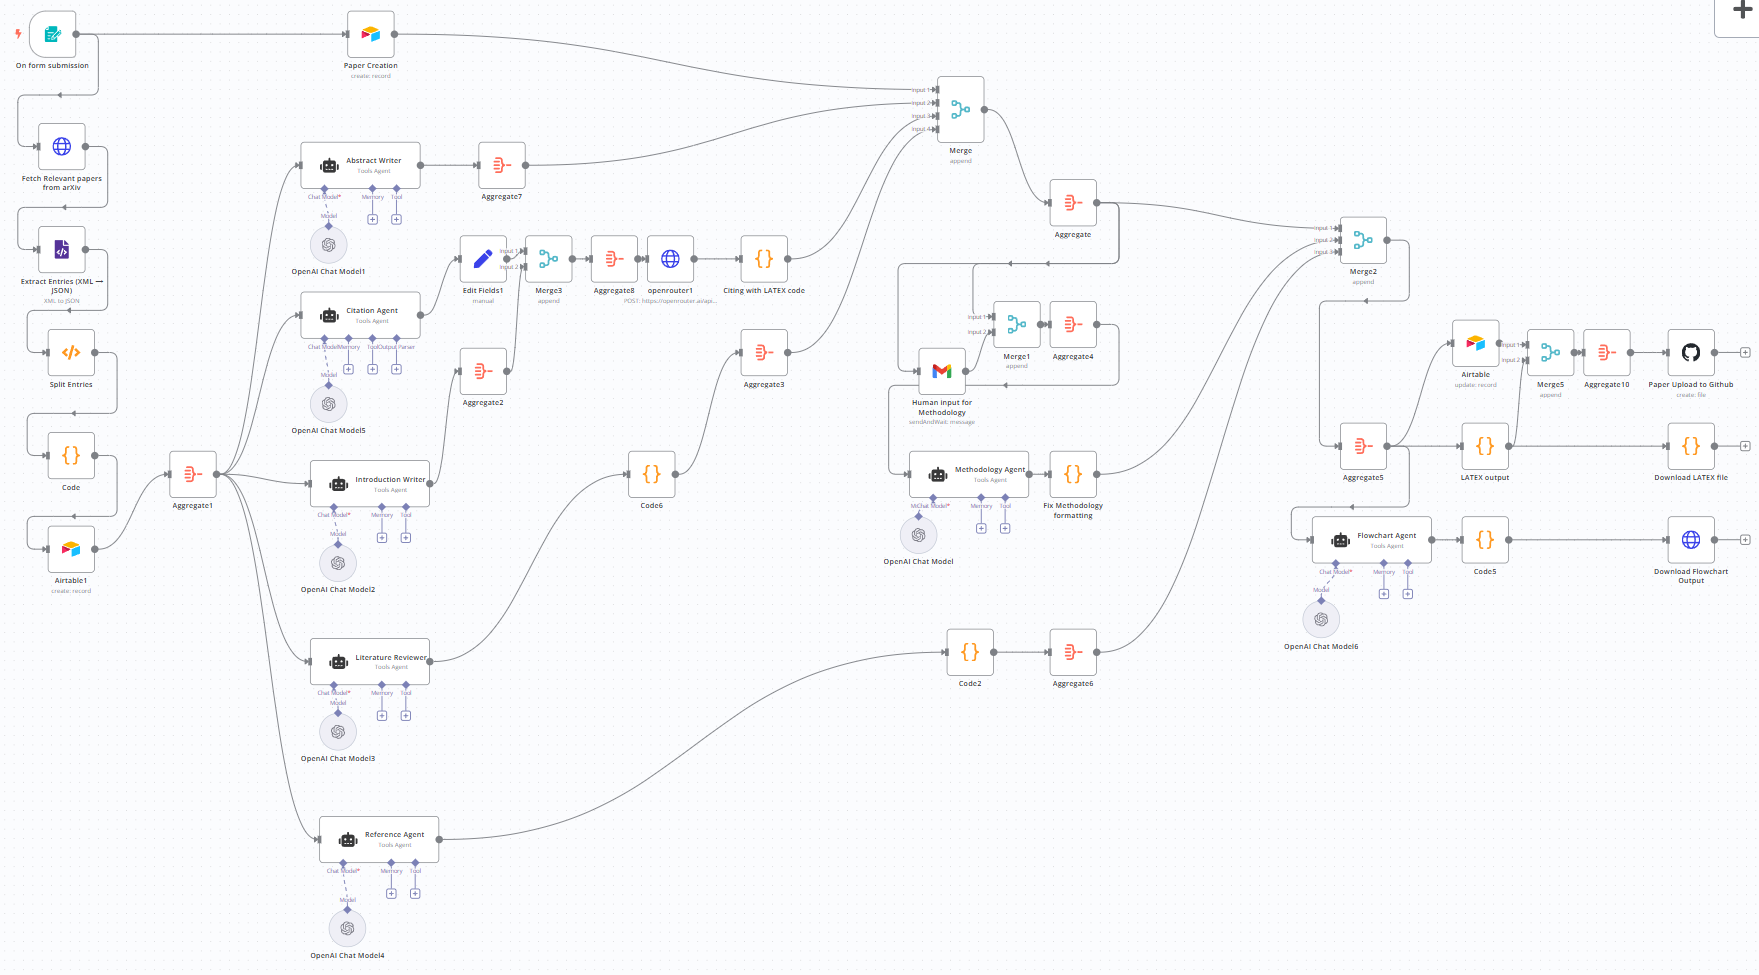 On form submission
Paper Creation
create: record
Fetch Relevant papers
from arXiv
Extract Entries (XML →
JSON)
XML to JSON
Split Entries
Code
Airtable1
create: record
Aggregate1
Abstract Writer
Tools Agent
Chat Model*
Memory
Tool
Model
OpenAI Chat Model1
Aggregate7
Citation Agent
Tools Agent
Chat Model
Memory
Tool
Output Parser
Model
OpenAI Chat Model5
Edit Fields1
manual
Input 1
Input 2
Merge3
append
Aggregate8
openrouter1
POST: https://openrouter.ai/api...
Citing with LATEX code
Aggregate2
Aggregate3
Introduction Writer
Tools Agent
Chat Model*
Memory
Tool
Model
OpenAI Chat Model2
Code6
Literature Reviewer
Tools Agent
Chat Model*
Memory
Tool
Model
OpenAI Chat Model3
Reference Agent
Tools Agent
Chat Model*
Memory
Tool
Model
OpenAI Chat Model4
Input 1
Input 2
Input 3
Input 4
Merge
append
Aggregate
Input 1
Input 2
Merge1
append
Aggregate4
Human input for
Methodology
sendAndWait: message
Methodology Agent
Tools Agent
Chat Model*
Memory
Tool
OpenAI Chat Model
Fix Methodology
formatting
Code2
Aggregate6
Input 1
Input 2
Input 3
Merge2
append
Aggregate5
Airtable
update: record
Input 1
Input 2
Merge5
append
Aggregate10
Paper Upload to Github
create: file
LATEX output
Download LATEX file
Flowchart Agent
Tools Agent
Chat Model*
Memory
Tool
Model
OpenAI Chat Model6
Code5
Download Flowchart
Output